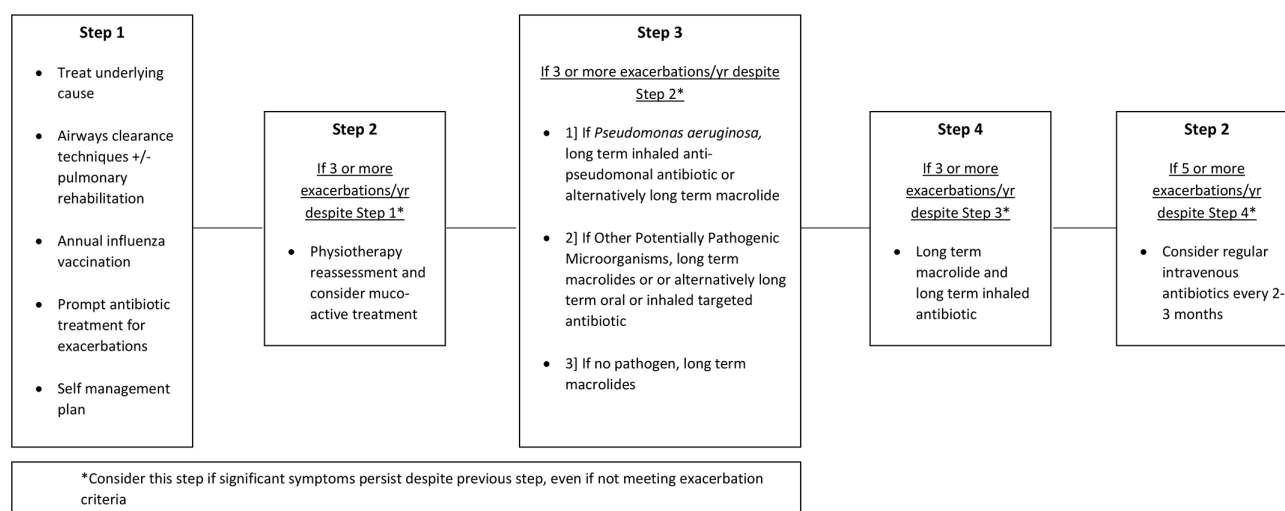 Step 1
● Treat underlying
cause
● Airways clearance
techniques +/-
pulmonary
rehabilitation
● Annual influenza
vaccination
● Prompt antibiotic
treatment for
exacerbations
● Self management
plan
Step 2
If 3 or more
exacerbations/yr
despite Step 1*
● Physiotherapy
reassessment and
consider muco-
active treatment
Step 3
If 3 or more exacerbations/yr despite
Step 2*
● 1] If Pseudomonas aeruginosa,
long term inhaled anti-
pseudomonal antibiotic or
alternatively long term macrolide
● 2] If Other Potentially Pathogenic
Microorganisms, long term
macrolides or or alternatively long
term oral or inhaled targeted
antibiotic
● 3] If no pathogen, long term
macrolides
Step 4
If 3 or more
exacerbations/yr
despite Step 3*
● Long term
macrolide and
long term inhaled
antibiotic
Step 2
If 5 or more
exacerbations/yr
despite Step 4*
● Consider regular
intravenous
antibiotics every 2-
3 months
*Consider this step if significant symptoms persist despite previous step, even if not meeting exacerbation
criteria